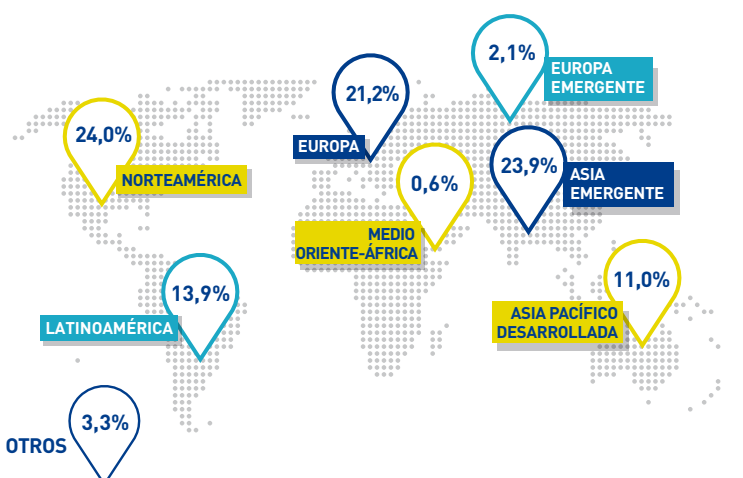 2,1%
EUROPA
EMERGENTE
21,2%
EUROPA
24,0%
NORTEAMÉRICA
0,6%
MEDIO
ORIENTE-ÁFRICA
23,9%
ASIA
EMERGENTE
13,9%
LATINOAMÉRICA
11,0%
ASIA PACÍFICO
DESARROLLADA
3,3%
OTROS